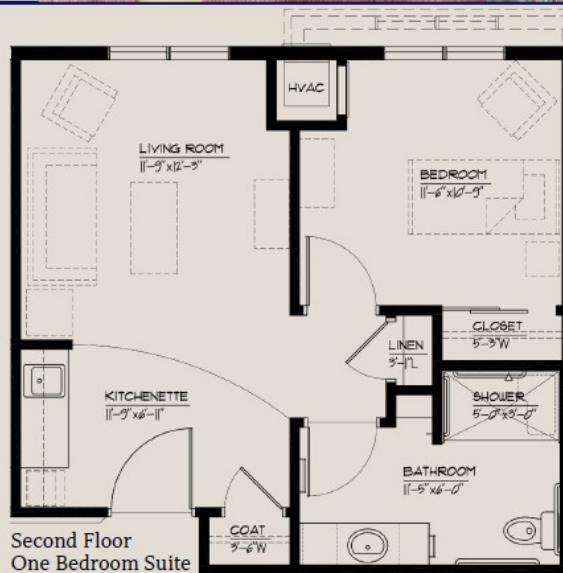 HVAC
LIVING ROOM
11'-9"x12'-3"
BEDROOM
11'-6"x10'-9"
LINEN
3'-1"L
CLOSET
5'-3"W
KITCHENETTE
11'-9"x6'-11"
SHOWER
5'-0"x3'-0"
BATHROOM
11'-5"x6'-0"
COAT
3'-6"W
Second Floor
One Bedroom Suite